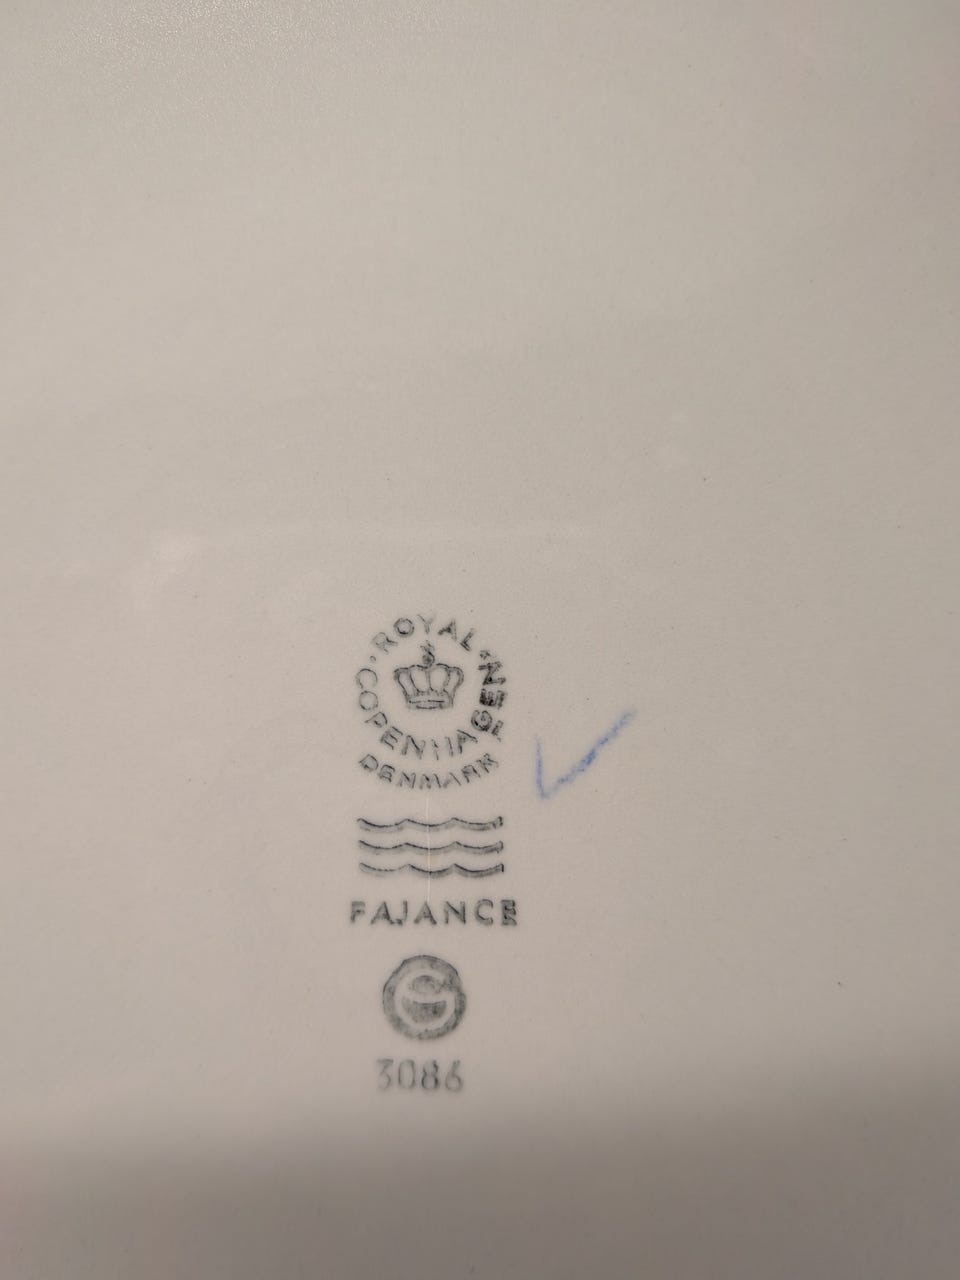 ROYAL
COPENHAGEN
DENMARK
FAJANCE
3086